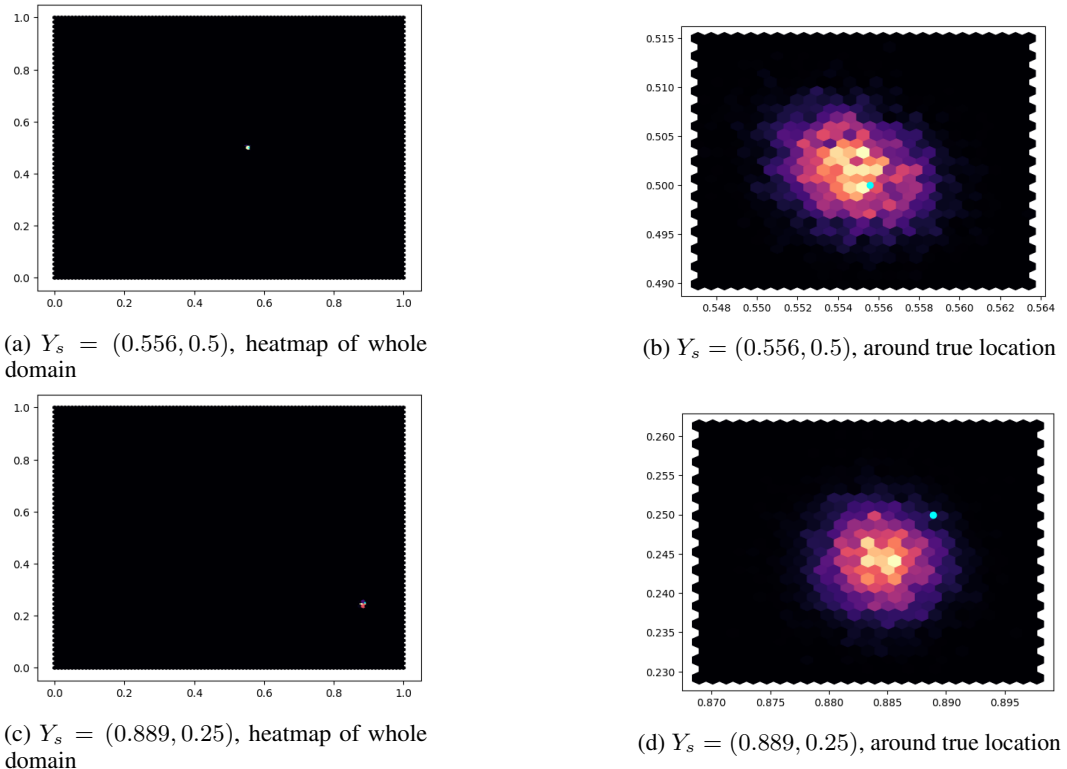 1.0
0.8
0.6
0.4
0.2
0.0
0.0 0.2 0.4 0.6 0.8 1.0
(a) Y_s = (0.556, 0.5), heatmap of whole
domain
0.515
0.510
0.505
0.500
0.495
0.490
0.548 0.550 0.552 0.554 0.556 0.558 0.560 0.562 0.564
(b) Y_s = (0.556, 0.5), around true location
1.0
0.8
0.6
0.4
0.2
0.0
0.0 0.2 0.4 0.6 0.8 1.0
(c) Y_s = (0.889, 0.25), heatmap of whole
domain
0.260
0.255
0.250
0.245
0.240
0.235
0.230
0.870 0.875 0.880 0.885 0.890 0.895
(d) Y_s = (0.889, 0.25), around true location